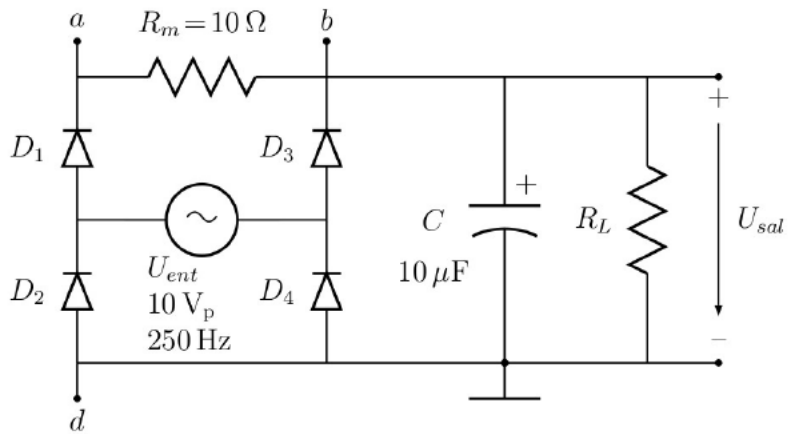 a
R_m = 10 Ω
b
+
D_1
D_3
+
C
R_L
U_sal
10 μF
U_ent
D_2
10 V_p
D_4
250 Hz
−
d